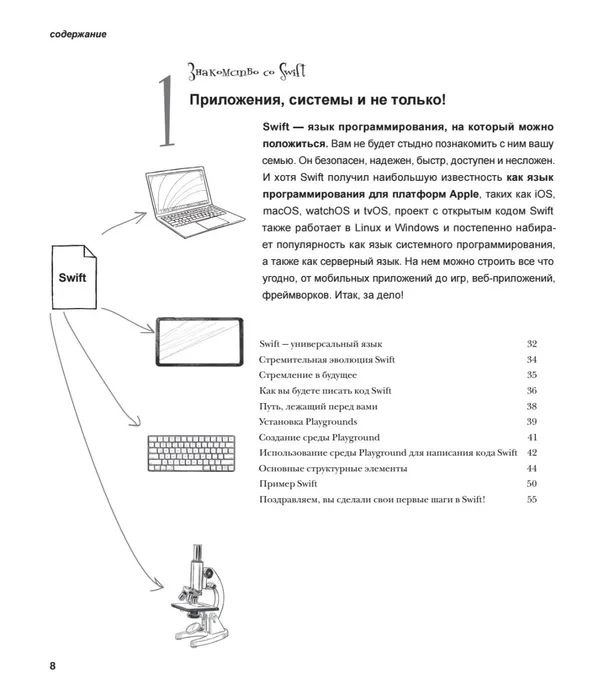 содержание
1
Знакомство со Swift
Приложения, системы и не только!
Swift — язык программирования, на который можно
положиться. Вам не будет стыдно познакомить с ним вашу
семью. Он безопасен, надежен, быстр, доступен и несложен.
И хотя Swift получил наибольшую известность как язык
программирования для платформ Apple, таких как iOS,
macOS, watchOS и tvOS, проект с открытым кодом Swift
также работает в Linux и Windows и постепенно набира-
ет популярность как язык системного программирования,
а также как серверный язык. На нем можно строить все что
угодно, от мобильных приложений до игр, веб-приложений,
фреймворков. Итак, за дело!
Swift
Swift — универсальный язык 32
Стремительная эволюция Swift 34
Стремление в будущее 35
Как вы будете писать код Swift 36
Путь, лежащий перед вами 38
Установка Playgrounds 39
Создание среды Playground 41
Использование среды Playground для написания кода Swift 42
Основные структурные элементы 44
Пример Swift 50
Поздравляем, вы сделали свои первые шаги в Swift! 55
8